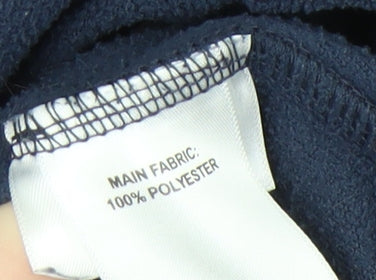 MAIN FABRIC:
100% POLYESTER